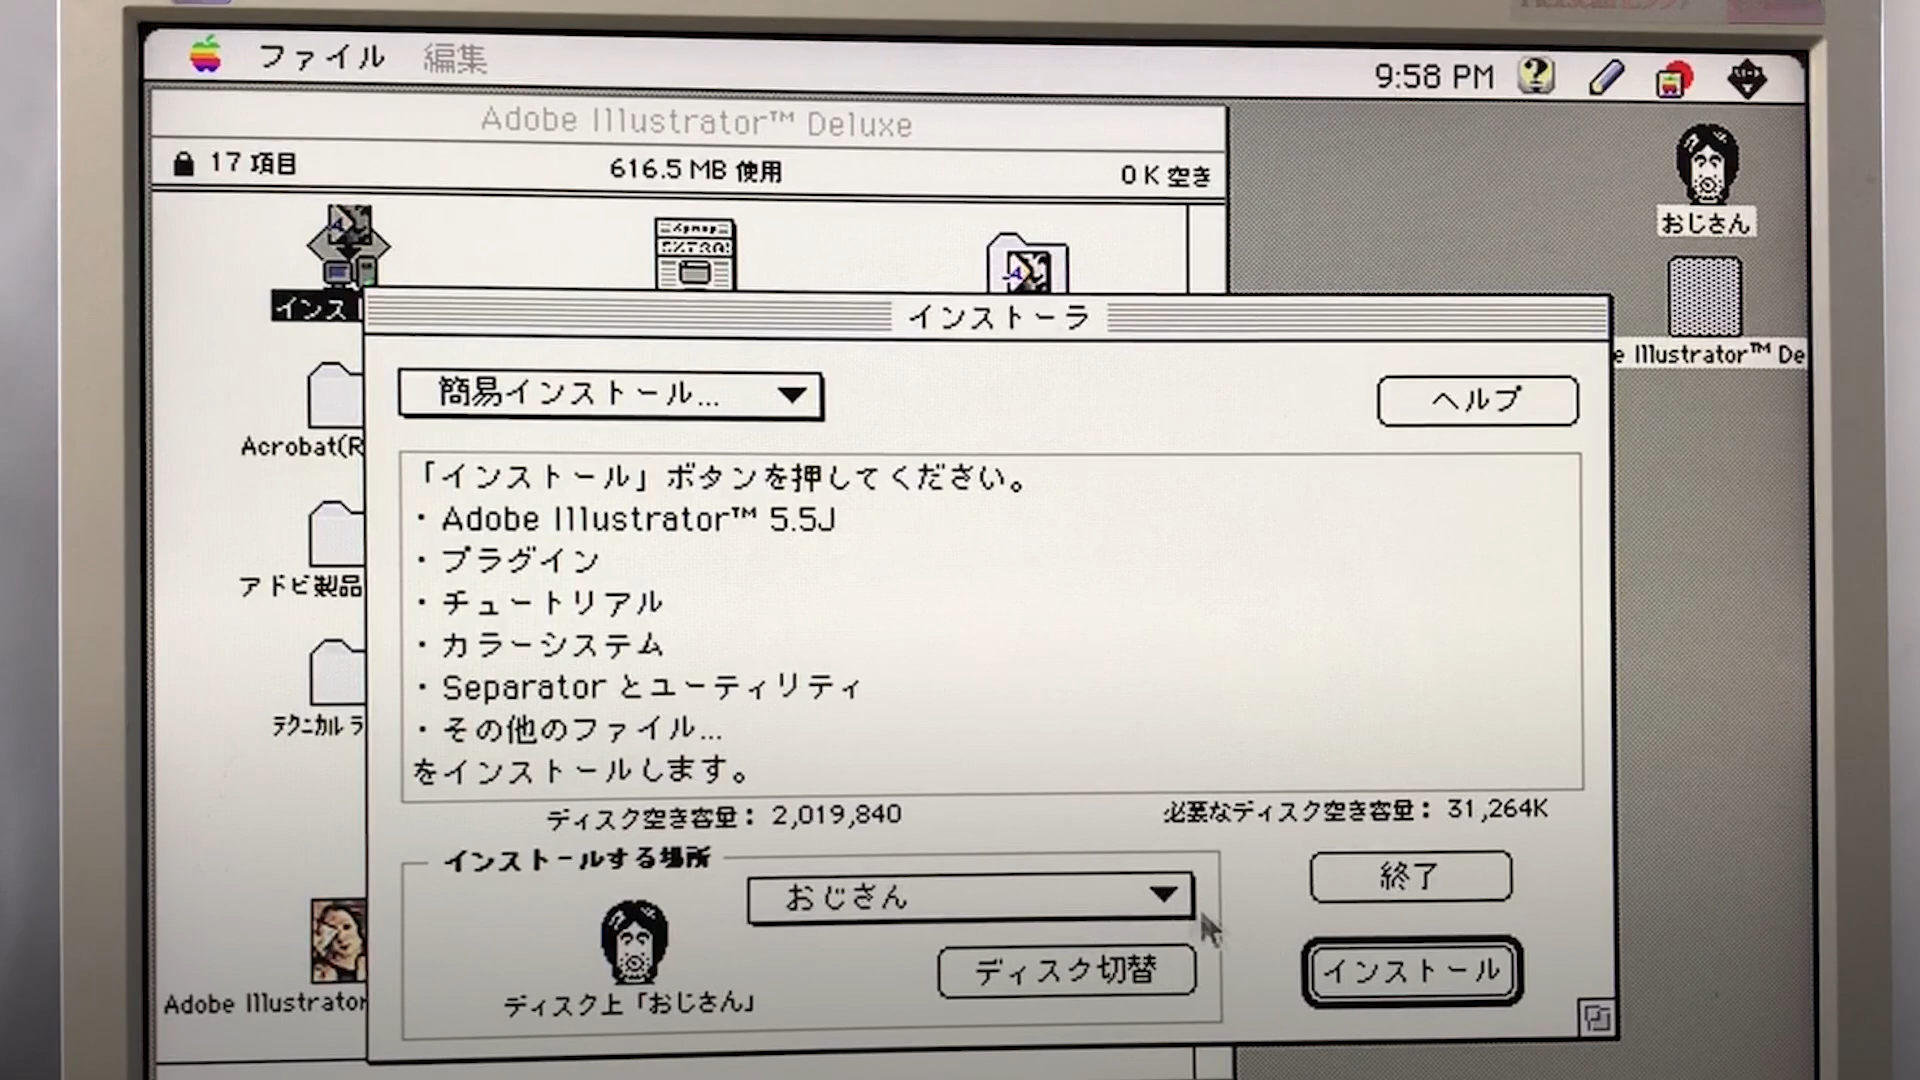 ファイル 編集 9:58 PM
Adobe Illustrator™ Deluxe
17 項目 616.5 MB 使用 0 K 空き
おじさん
インスト
インストーラ
e Illustrator™ De
簡易インストール... ヘルプ
Acrobat(R
「インストール」ボタンを押してください。
・Adobe Illustrator™ 5.5J
・プラグイン
アドビ製品
・チュートリアル
・カラーシステム
・Separator とユーティリティ
テクニカル ラ
・その他のファイル...
をインストールします。
ディスク空き容量： 2,019,840 必要なディスク空き容量： 31,264K
インストールする場所
おじさん 終了
ディスク切替 インストール
ディスク上「おじさん」
Adobe Illustrator